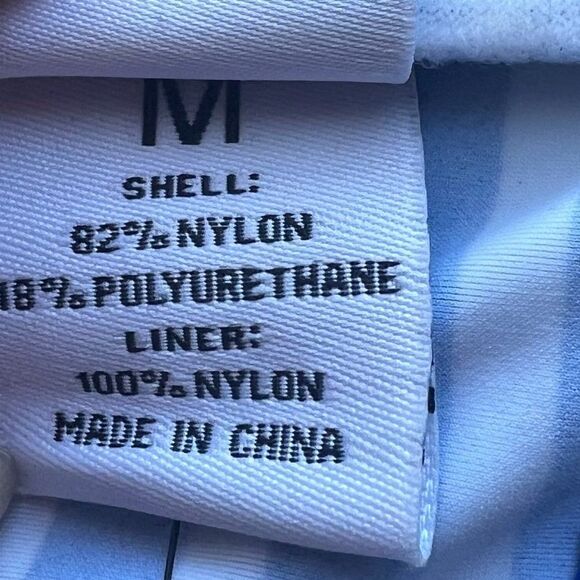 M
SHELL:
82% NYLON
18% POLYURETHANE
LINER:
100% NYLON
MADE IN CHINA